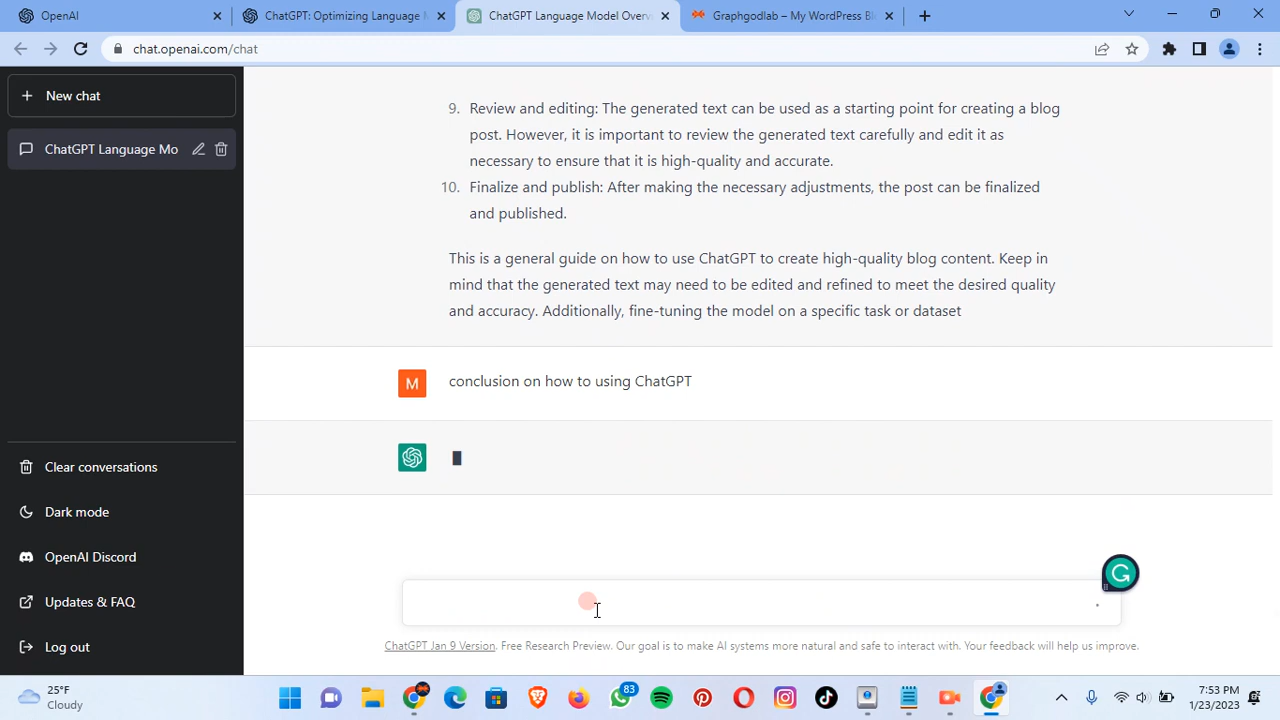 OpenAI
ChatGPT: Optimizing Language M
ChatGPT Language Model Overv
Graphgodlab – My WordPress Bl
chat.openai.com/chat
New chat
ChatGPT Language Mo
9. Review and editing: The generated text can be used as a starting point for creating a blog
post. However, it is important to review the generated text carefully and edit it as
necessary to ensure that it is high-quality and accurate.
10. Finalize and publish: After making the necessary adjustments, the post can be finalized
and published.
This is a general guide on how to use ChatGPT to create high-quality blog content. Keep in
mind that the generated text may need to be edited and refined to meet the desired quality
and accuracy. Additionally, fine-tuning the model on a specific task or dataset
M
conclusion on how to using ChatGPT
Clear conversations
Dark mode
OpenAI Discord
Updates & FAQ
Log out
ChatGPT Jan 9 Version. Free Research Preview. Our goal is to make AI systems more natural and safe to interact with. Your feedback will help us improve.
25°F
Cloudy
83
7:53 PM
1/23/2023